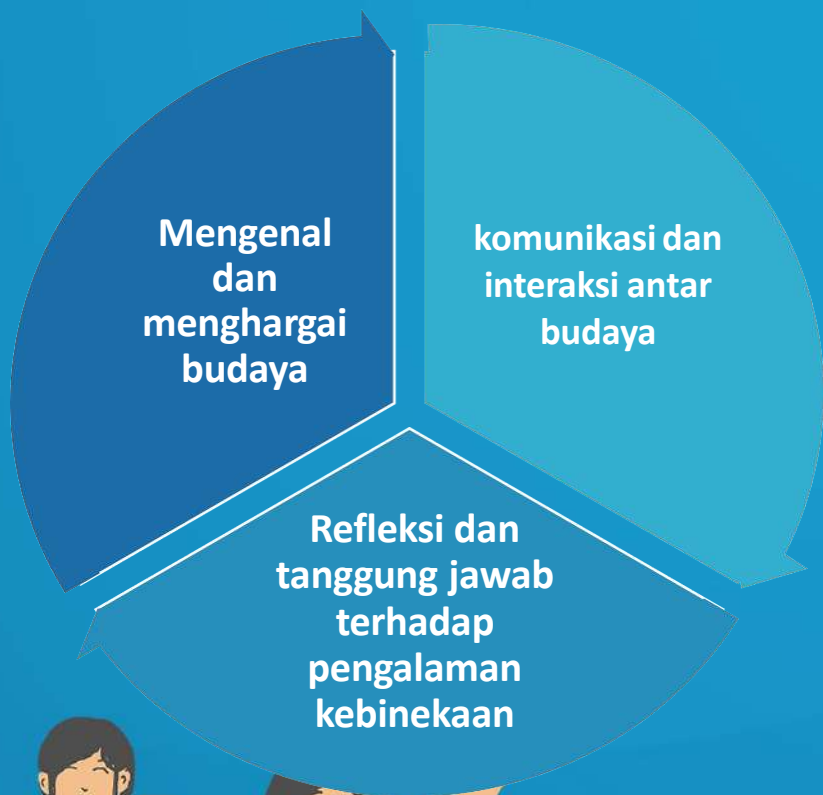 Mengenal
dan
menghargai
budaya
komunikasi dan
interaksi antar
budaya
Refleksi dan
tanggung jawab
terhadap
pengalaman
kebinekaan